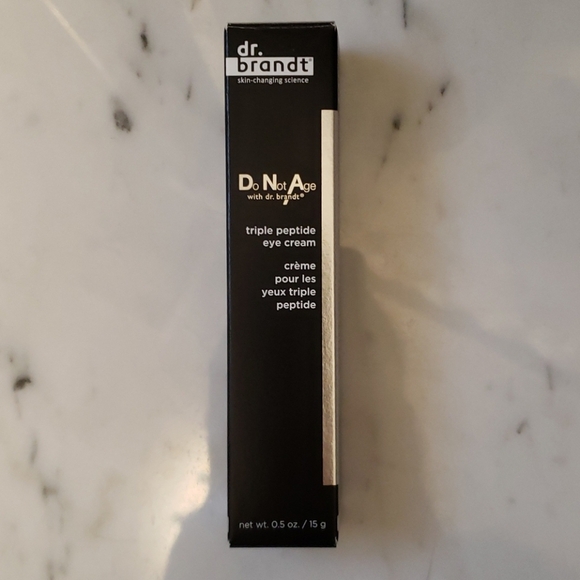 dr.
brandt®
skin-changing science
Do Not Age
with dr. brandt®
triple peptide
eye cream
crème
pour les
yeux triple
peptide
net wt. 0.5 oz. / 15 g